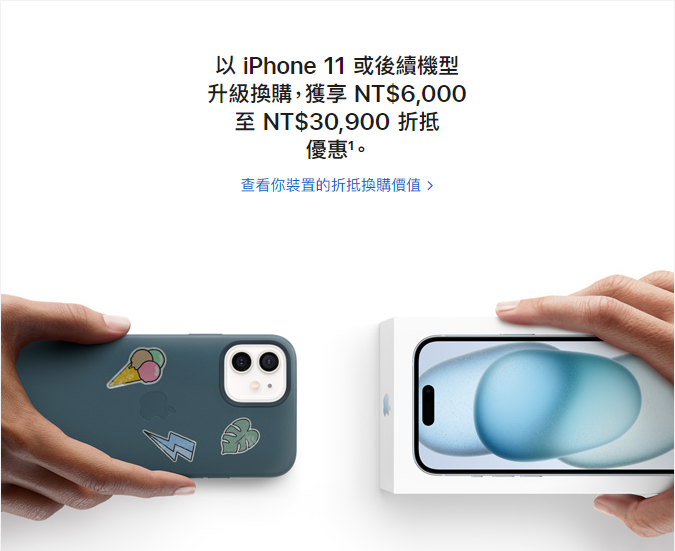 以 iPhone 11 或後續機型
升級換購，獲享 NT$6,000
至 NT$30,900 折抵
優惠¹。
查看你裝置的折抵換購價值 >